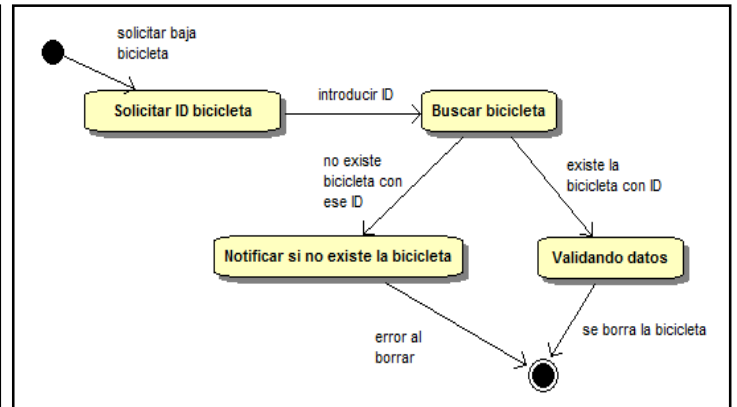 solicitar baja
bicicleta
Solicitar ID bicicleta
introducir ID
Buscar bicicleta
no existe
bicicleta con
ese ID
existe la
bicicleta con ID
Notificar si no existe la bicicleta
Validando datos
error al
borrar
se borra la bicicleta